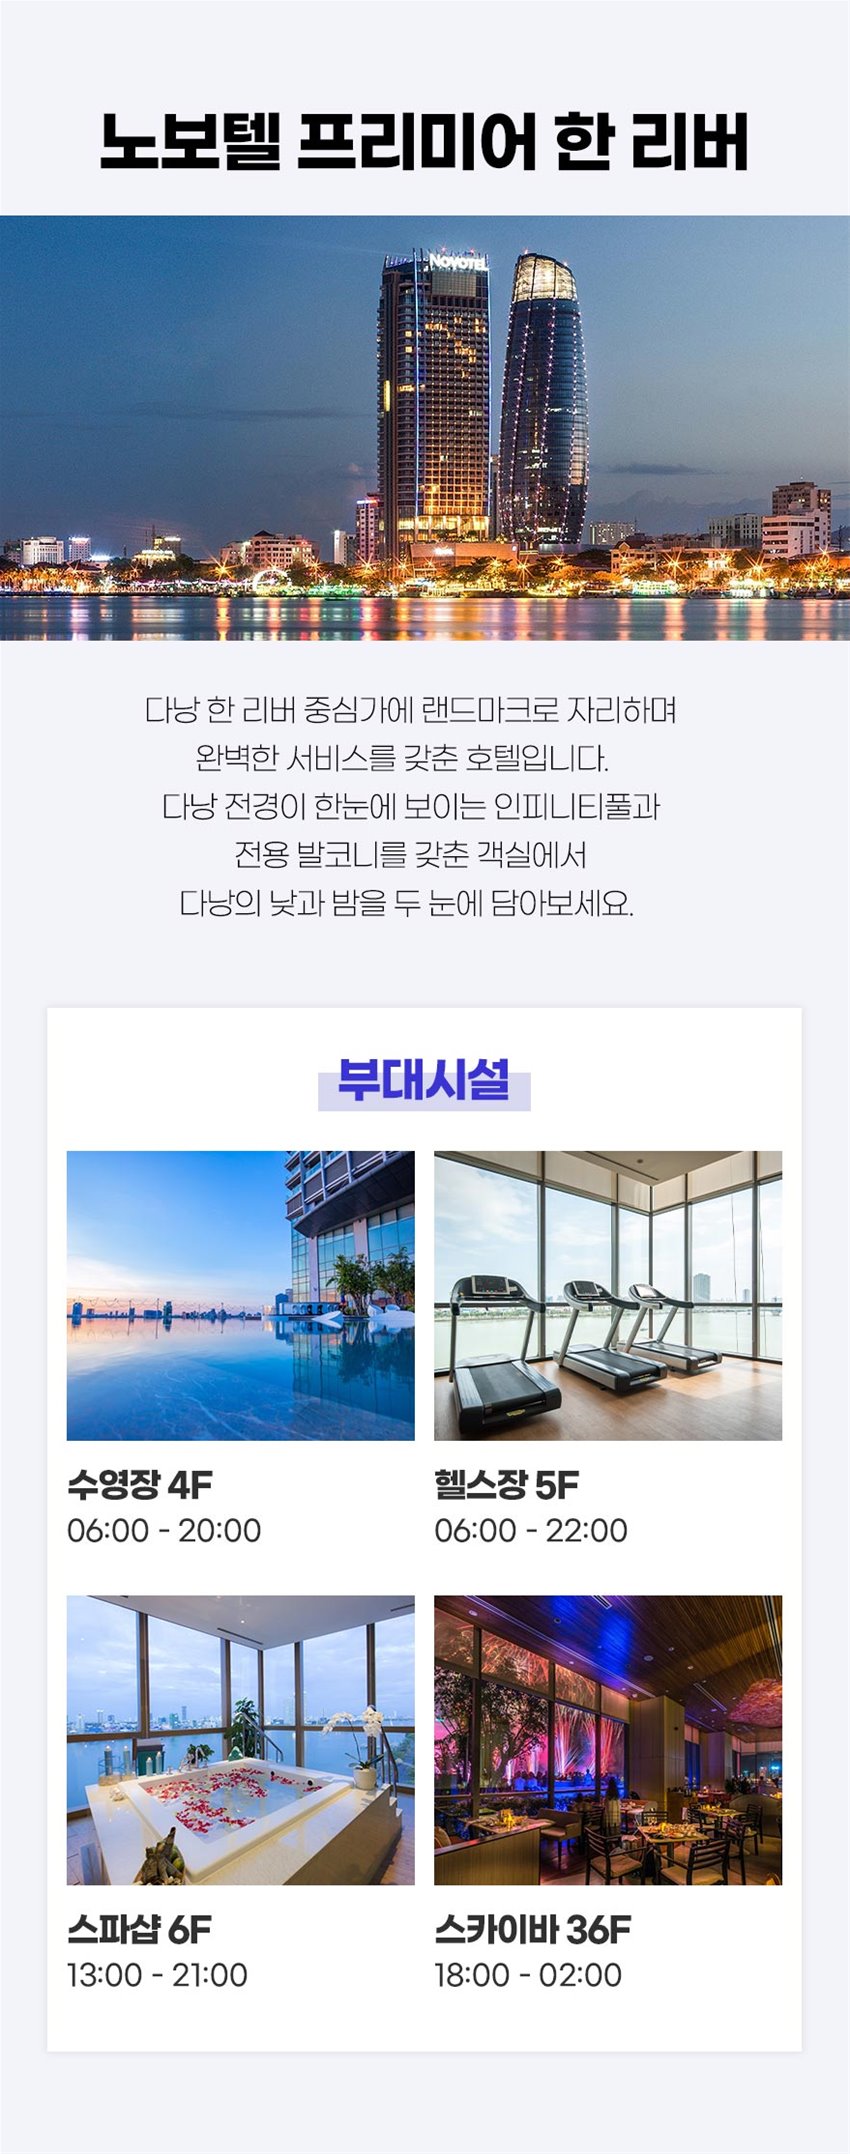 노보텔 프리미어 한 리버
NOVOTEL
다낭 한 리버 중심가에 랜드마크로 자리하며
완벽한 서비스를 갖춘 호텔입니다.
다낭 전경이 한눈에 보이는 인피니티풀과
전용 발코니를 갖춘 객실에서
다낭의 낮과 밤을 두 눈에 담아보세요.
부대시설
수영장 4F
06:00 - 20:00
헬스장 5F
06:00 - 22:00
스파샵 6F
13:00 - 21:00
스카이바 36F
18:00 - 02:00